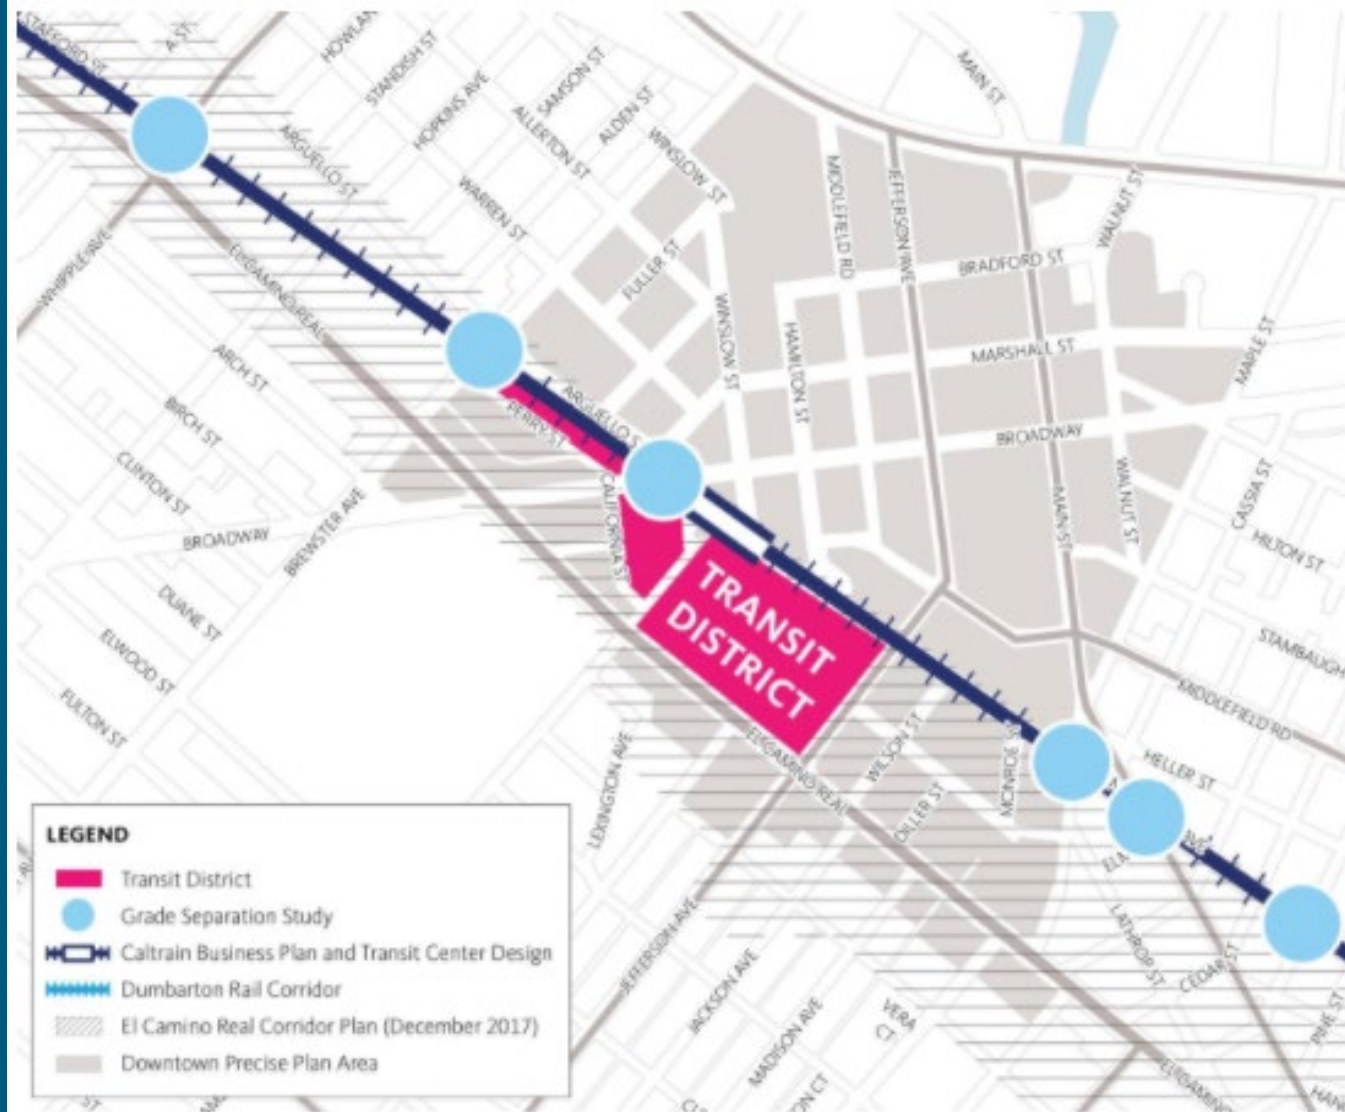 STAFFORD ST
A ST
STANDISH ST
HOPKINS AVE
SAMSON ST
ALDEN ST
ALLERTON ST
WINSLOW ST
MAIN ST
ARGUELLO ST
WARREN ST
FULLER ST
MIDDLEFIELD RD
JEFFERSON AVE
WALNUT ST
BRADFORD ST
WHIPPLE AVE
EL CAMINO REAL
WINSLOW ST
HAMILTON ST
MARSHALL ST
MAPLE ST
ARCH ST
BIRCH ST
PERRY ST
ARGUELLO S
BROADWAY
CLINTON ST
BREWSTER AVE
CALIFORNIA ST
MAIN ST
WALNUT ST
CASSIA ST
HILTON ST
BROADWAY
DUANE ST
ELWOOD ST
FULTON ST
TRANSIT
DISTRICT
STAMBAUGH
MIDDLEFIELD RD
EL CAMINO REAL
LEXINGTON AVE
WILSON ST
DILLER ST
MONROE
HELLER ST
LATHROP ST
CEDAR ST
PINE ST
JEFFERSON AVE
JACKSON AVE
MADISON AVE
VERA
CT
LEGEND
Transit District
Grade Separation Study
Caltrain Business Plan and Transit Center Design
Dumbarton Rail Corridor
El Camino Real Corridor Plan (December 2017)
Downtown Precise Plan Area